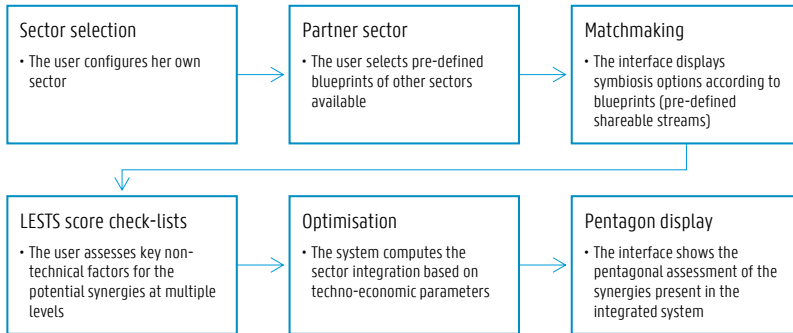 Sector selection
• The user configures her own
sector
Partner sector
• The user selects pre-defined
blueprints of other sectors
available
Matchmaking
• The interface displays
symbiosis options according to
blueprints (pre-defined
shareable streams)
LESTS score check-lists
• The user assesses key non-
technical factors for the
potential synergies at multiple
levels
Optimisation
• The system computes the
sector integration based on
techno-economic parameters
Pentagon display
• The interface shows the
pentagonal assessment of the
synergies present in the
integrated system